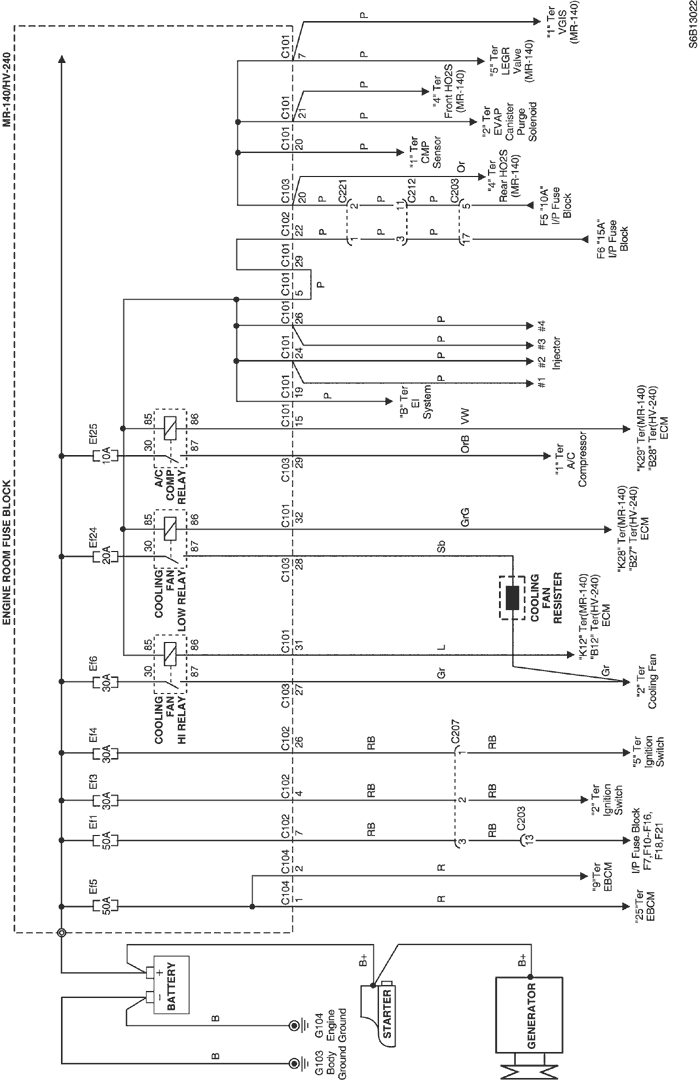 MR-140/HV-240
ENGINE ROOM FUSE BLOCK
Ef5
50A
Ef1
50A
Ef3
30A
Ef4
30A
Ef6
30A
Ef24
20A
Ef25
10A
30
85
87
86
COOLING
FAN
HI RELAY
30
85
87
86
COOLING
FAN
LOW RELAY
30
85
87
86
A/C
COMP
RELAY
C104
1
C104
2
C102
7
C102
4
C102
26
C103
27
C101
31
C103
28
C101
32
C103
29
C101
15
C101
19
C101
24
C101
26
C101
5
C101
29
C102
22
C103
20
C101
20
C101
21
C101
7
BATTERY
+
−
B
B
G103
Body
Ground
G104
Engine
Ground
B+
STARTER
B+
GENERATOR
R
R
RB
RB
RB
C207
3
2
1
RB
RB
RB
C203
13
Gr
L
Sb
GrG
OrB
VW
COOLING
FAN
RESISTER
Gr
P
P
P
P
P
P
P
P
P
P
C221
1
2
C212
3
11
C203
17
5
P
P
P
P
Or
P
P
P
P
P
"25"Ter
EBCM
"9"Ter
EBCM
I/P Fuse Block
F7,F10~F16,
F18,F21
"2" Ter
Ignition
Switch
"5" Ter
Ignition
Switch
"2" Ter
Cooling Fan
"K12" Ter(MR-140)
"B12" Ter(HV-240)
ECM
"K28" Ter(MR-140)
"B27" Ter(HV-240)
ECM
"1" Ter
A/C
Compressor
"K29" Ter(MR-140)
"B28" Ter(HV-240)
ECM
"B" Ter
EI
System
#1
#2
#3
#4
Injector
F6 "15A"
I/P Fuse
Block
F5 "10A"
I/P Fuse
Block
"4" Ter
Rear HO2S
(MR-140)
"1" Ter
CMP
Sensor
"2" Ter
EVAP
Canister
Purge
Solenoid
"4" Ter
Front HO2S
(MR-140)
"5" Ter
LEGR
Valve
(MR-140)
"1" Ter
VGIS
(MR-140)
S6B13022